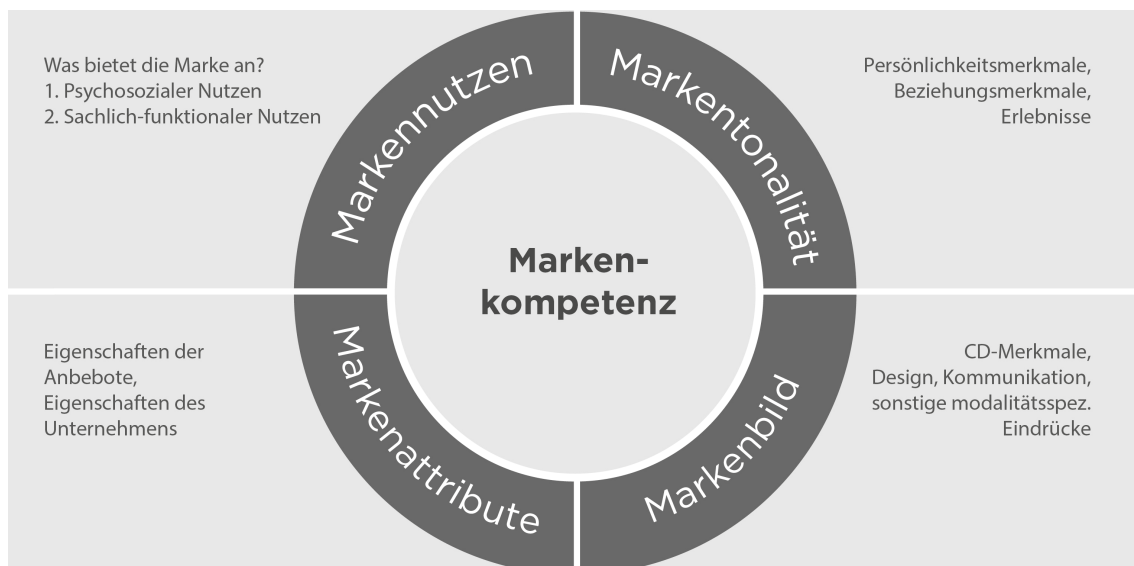 Was bietet die Marke an?
1. Psychosozialer Nutzen
2. Sachlich-funktionaler Nutzen
Markennutzen
Markentonalität
Persönlichkeitsmerkmale,
Beziehungsmerkmale,
Erlebnisse
Marken-
kompetenz
Eigenschaften der
Anbebote,
Eigenschaften des
Unternehmens
Markenattribute
Markenbild
CD-Merkmale,
Design, Kommunikation,
sonstige modalitätsspez.
Eindrücke